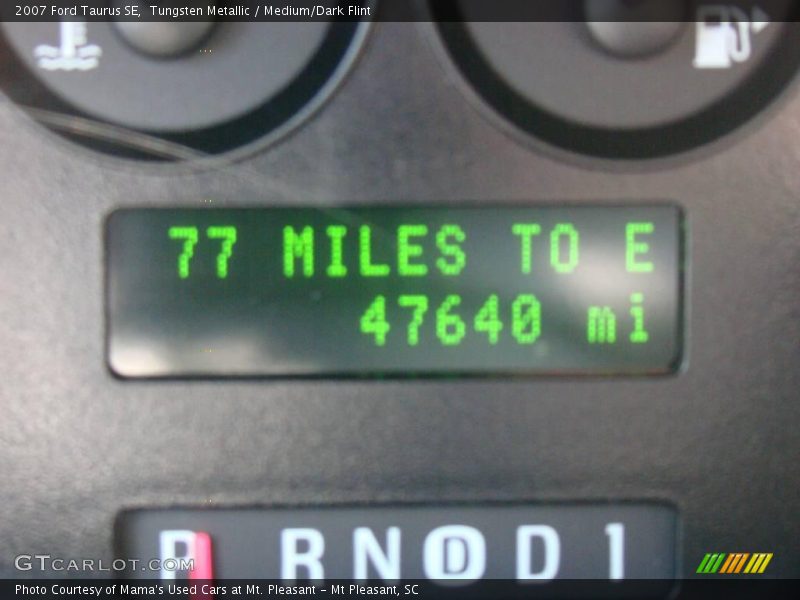 2007 Ford Taurus SE,  Tungsten Metallic / Medium/Dark Flint
77 MILES TO E
47640 mi
P R N D D 1
GTCARLOT.COM
Photo Courtesy of Mama's Used Cars at Mt. Pleasant - Mt Pleasant, SC